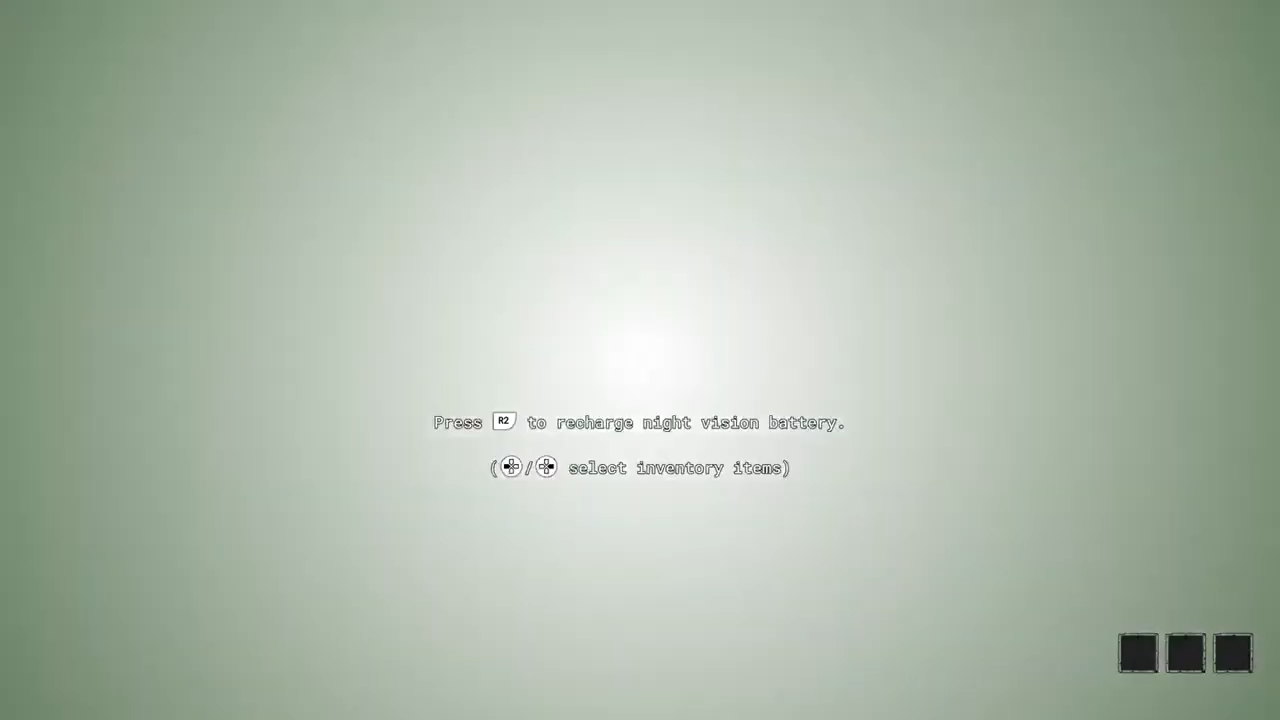 Press R2 to recharge night vision battery.
(/ select inventory items)